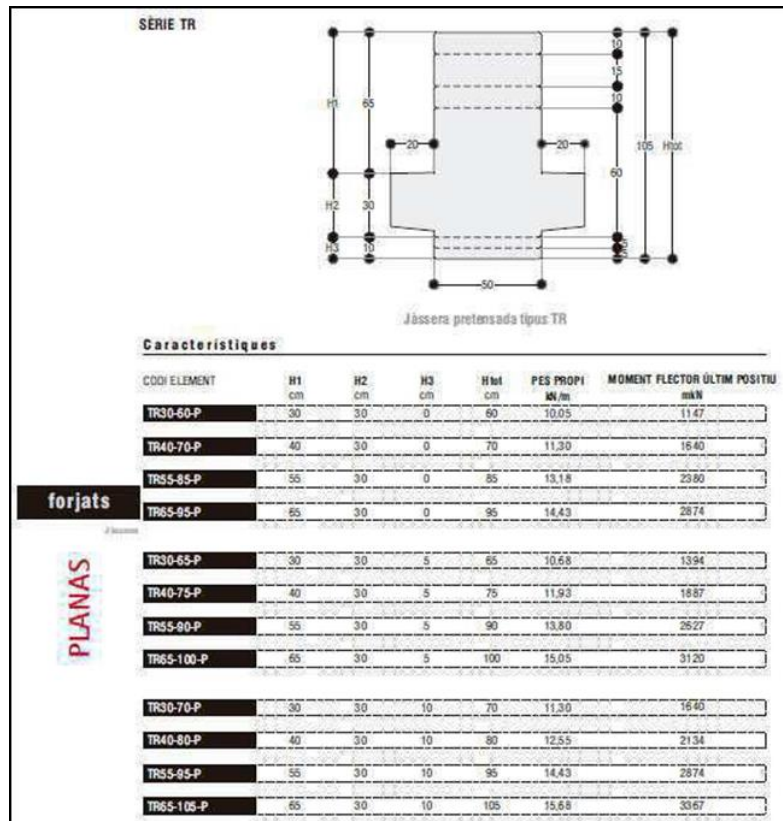 SÈRIE TR
10
15
10
H1
65
20
20
60
105
Htot
H2
30
H3
10
5
5
50
Jàssera pretensada tipus TR
Característiques
CODI ELEMENT H1 H2 H3 Htot PES PROPI MOMENT FLECTOR ÚLTIM POSITIU
cm cm cm cm kN/m mkN
TR30-60-P 30 30 0 60 10,05 1147
TR40-70-P 40 30 0 70 11,30 1640
TR55-85-P 55 30 0 85 13,18 2380
forjats
TR65-95-P 65 30 0 95 14,43 2874
Jàsseres
TR30-65-P 30 30 5 65 10,68 1394
PLANAS
TR40-75-P 40 30 5 75 11,93 1887
TR55-90-P 55 30 5 90 13,80 2627
TR65-100-P 65 30 5 100 15,05 3120
TR30-70-P 30 30 10 70 11,30 1640
TR40-80-P 40 30 10 80 12,55 2134
TR55-95-P 55 30 10 95 14,43 2874
TR65-105-P 65 30 10 105 15,68 3367